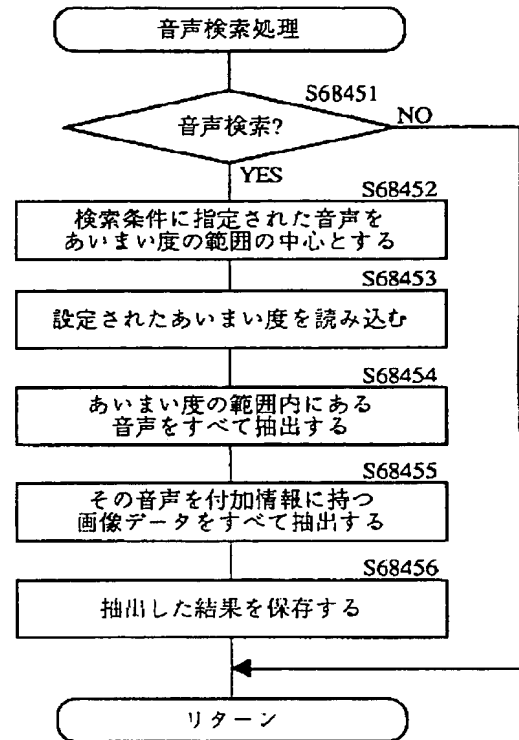 音声検索処理
S68451
音声検索?
NO
YES
S68452
検索条件に指定された音声を
あいまい度の範囲の中心とする
S68453
設定されたあいまい度を読み込む
S68454
あいまい度の範囲内にある
音声をすべて抽出する
S68455
その音声を付加情報に持つ
画像データをすべて抽出する
S68456
抽出した結果を保存する
リターン